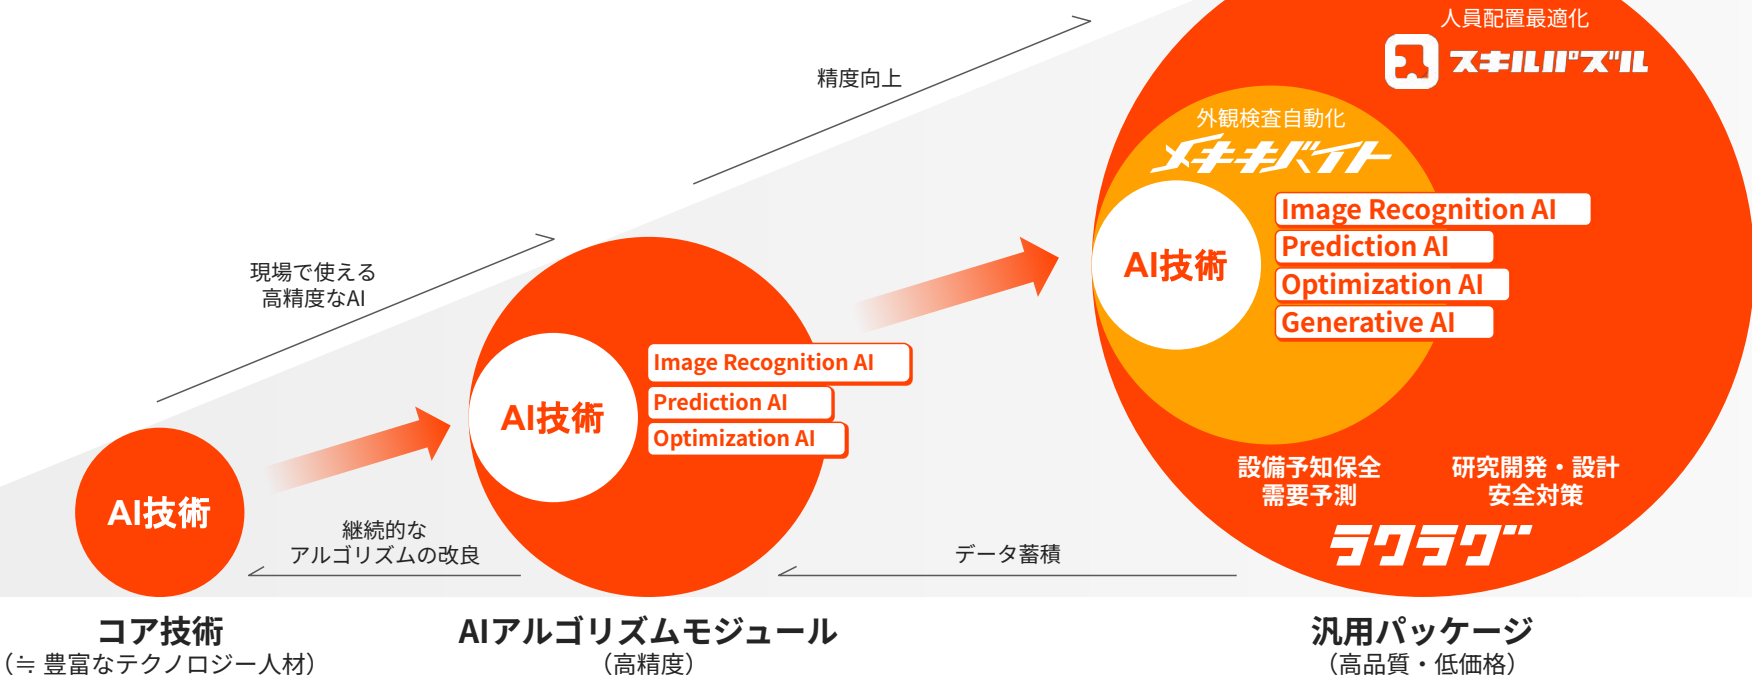 人員配置最適化
スキルパズル
精度向上
外観検査自動化
メキキバイト
AI技術
Image Recognition AI
Prediction AI
Optimization AI
Generative AI
設備予知保全
需要予測
研究開発・設計
安全対策
ラクラグ
現場で使える
高精度なAI
AI技術
Image Recognition AI
Prediction AI
Optimization AI
AI技術
継続的な
アルゴリズムの改良
データ蓄積
コア技術
（≒ 豊富なテクノロジー人材）
AIアルゴリズムモジュール
（高精度）
汎用パッケージ
（高品質・低価格）